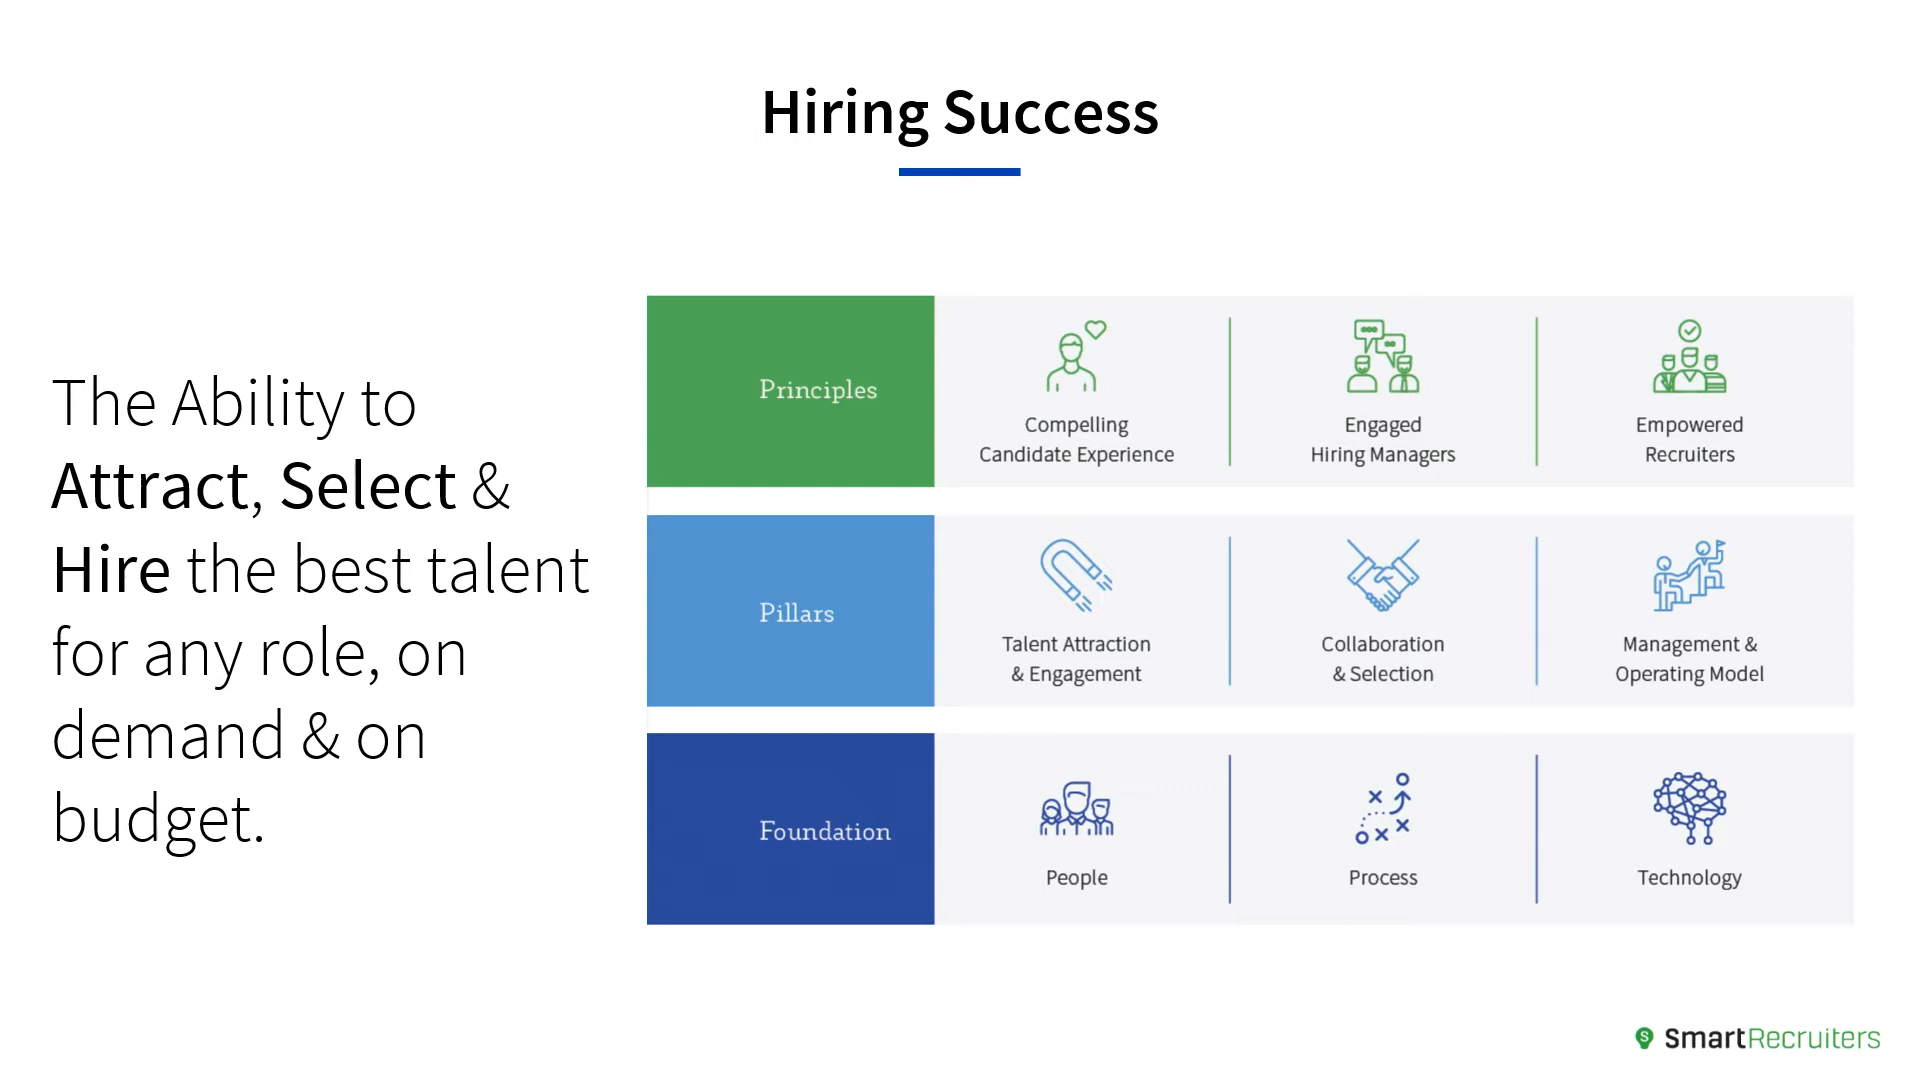 Hiring Success
The Ability to
Attract, Select &
Hire the best talent
for any role, on
demand & on
budget.
Principles
Compelling
Candidate Experience
Engaged
Hiring Managers
Empowered
Recruiters
Pillars
Talent Attraction
& Engagement
Collaboration
& Selection
Management &
Operating Model
Foundation
People
Process
Technology
S SmartRecruiters